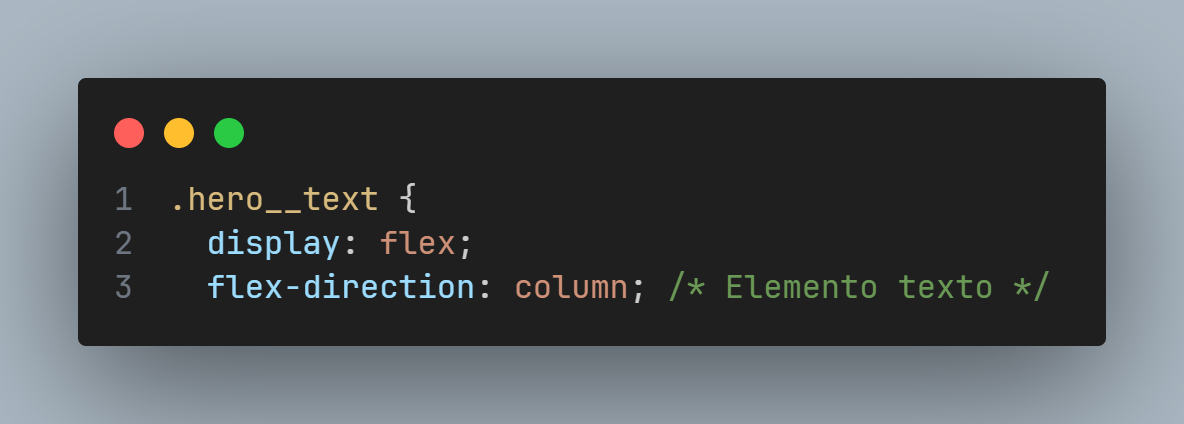 1 .hero__text {
2 display: flex;
3 flex-direction: column; /* Elemento texto */